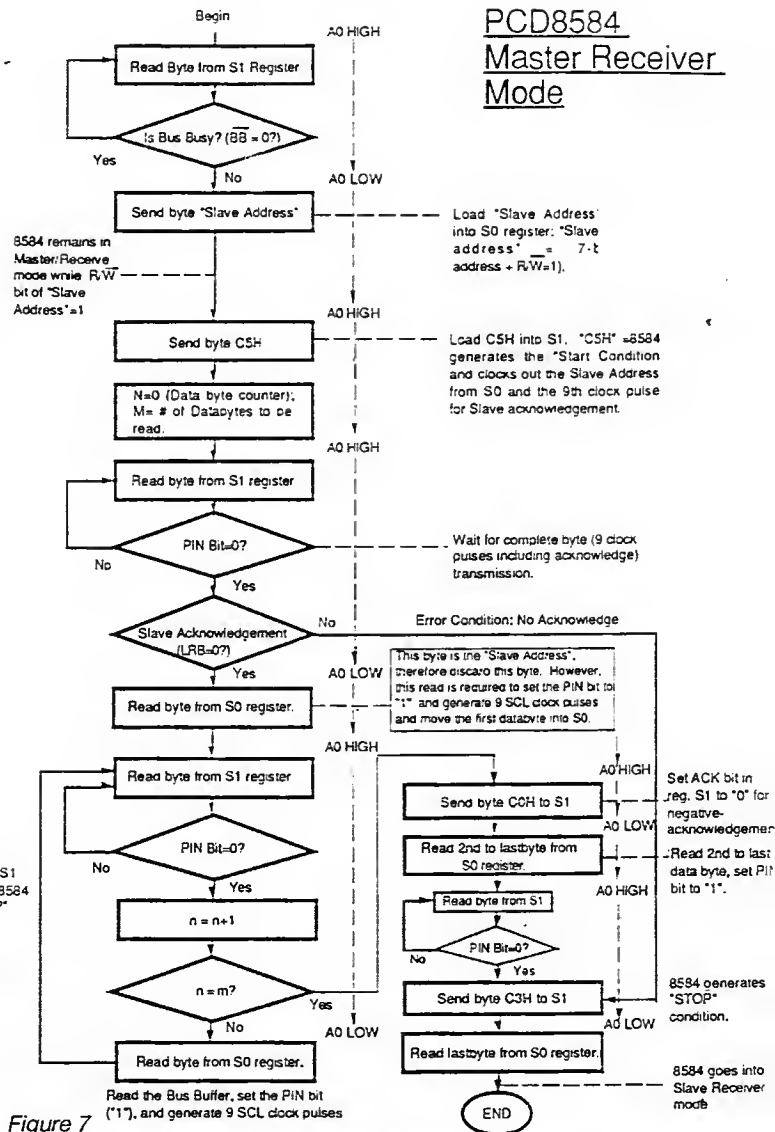 PCD8584
Master Receiver
Mode
Begin
A0 HIGH
Read Byte from S1 Register
Is Bus Busy? (BB = 0?)
Yes
No
A0 LOW
Send byte "Slave Address"
Load "Slave Address"
into S0 register; "Slave
address" = 7-b
address + R/W=1).
8584 remains in
Master/Receive
mode while R/W
bit of "Slave
Address"=1
A0 HIGH
Send byte C5H
Load C5H into S1. "C5H" =8584
generates the "Start Condition
and clocks out the Slave Address
from S0 and the 9th clock pulse
for Slave acknowledgement.
N=0 (Data byte counter);
M= # of Databytes to be
read.
A0 HIGH
Read byte from S1 register
PIN Bit=0?
No
Yes
Wait for complete byte (9 clock
pulses including acknowledge)
transmission.
Slave Acknowledgement
(LRB=0?)
No
Error Condition: No Acknowledge
Yes
A0 LOW
This byte is the "Slave Address",
therefore discard this byte. However,
this read is required to set the PIN bit to
"1" and generate 9 SCL clock pulses
and move the first databyte into S0.
Read byte from S0 register.
A0 HIGH
Read byte from S1 register
A0 HIGH
Send byte C0H to S1
Set ACK bit in
reg. S1 to "0" for
negative-
acknowledgemen
PIN Bit=0?
No
Yes
A0 LOW
Read 2nd to lastbyte from
S0 register.
Read 2nd to last
data byte, set PIN
bit to "1".
S1
8584
n = n+1
A0 HIGH
Read byte from S1
PIN Bit=0?
No
Yes
n = m?
Yes
No
Send byte C3H to S1
8584 generates
"STOP"
condition.
A0 LOW
A0 LOW
Read byte from S0 register.
Read lastbyte from S0 register.
Read the Bus Buffer, set the PIN bit
("1"), and generate 9 SCL clock pulses
8584 goes into
Slave Receiver
mode
END
Figure 7